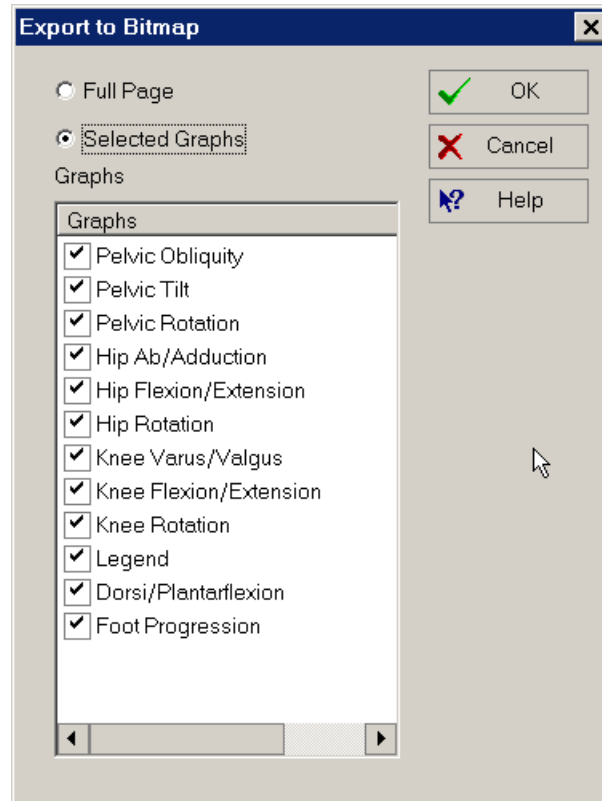 Export to Bitmap
Full Page
Selected Graphs
Graphs
Graphs
Pelvic Obliquity
Pelvic Tilt
Pelvic Rotation
Hip Ab/Adduction
Hip Flexion/Extension
Hip Rotation
Knee Varus/Valgus
Knee Flexion/Extension
Knee Rotation
Legend
Dorsi/Plantarflexion
Foot Progression
OK
Cancel
Help